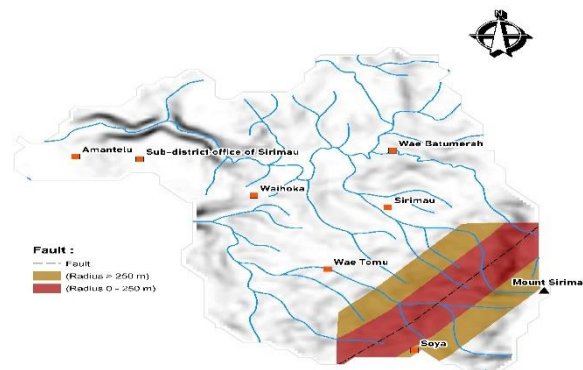 N
Wae Batumerah
Amantelu
Sub-district office of Sirimau
Waihoka
Sirimau
Fault :
Fault
(Radius > 250 m)
(Radius 0 - 250 m)
Wae Tomu
Mount Sirima
Soya